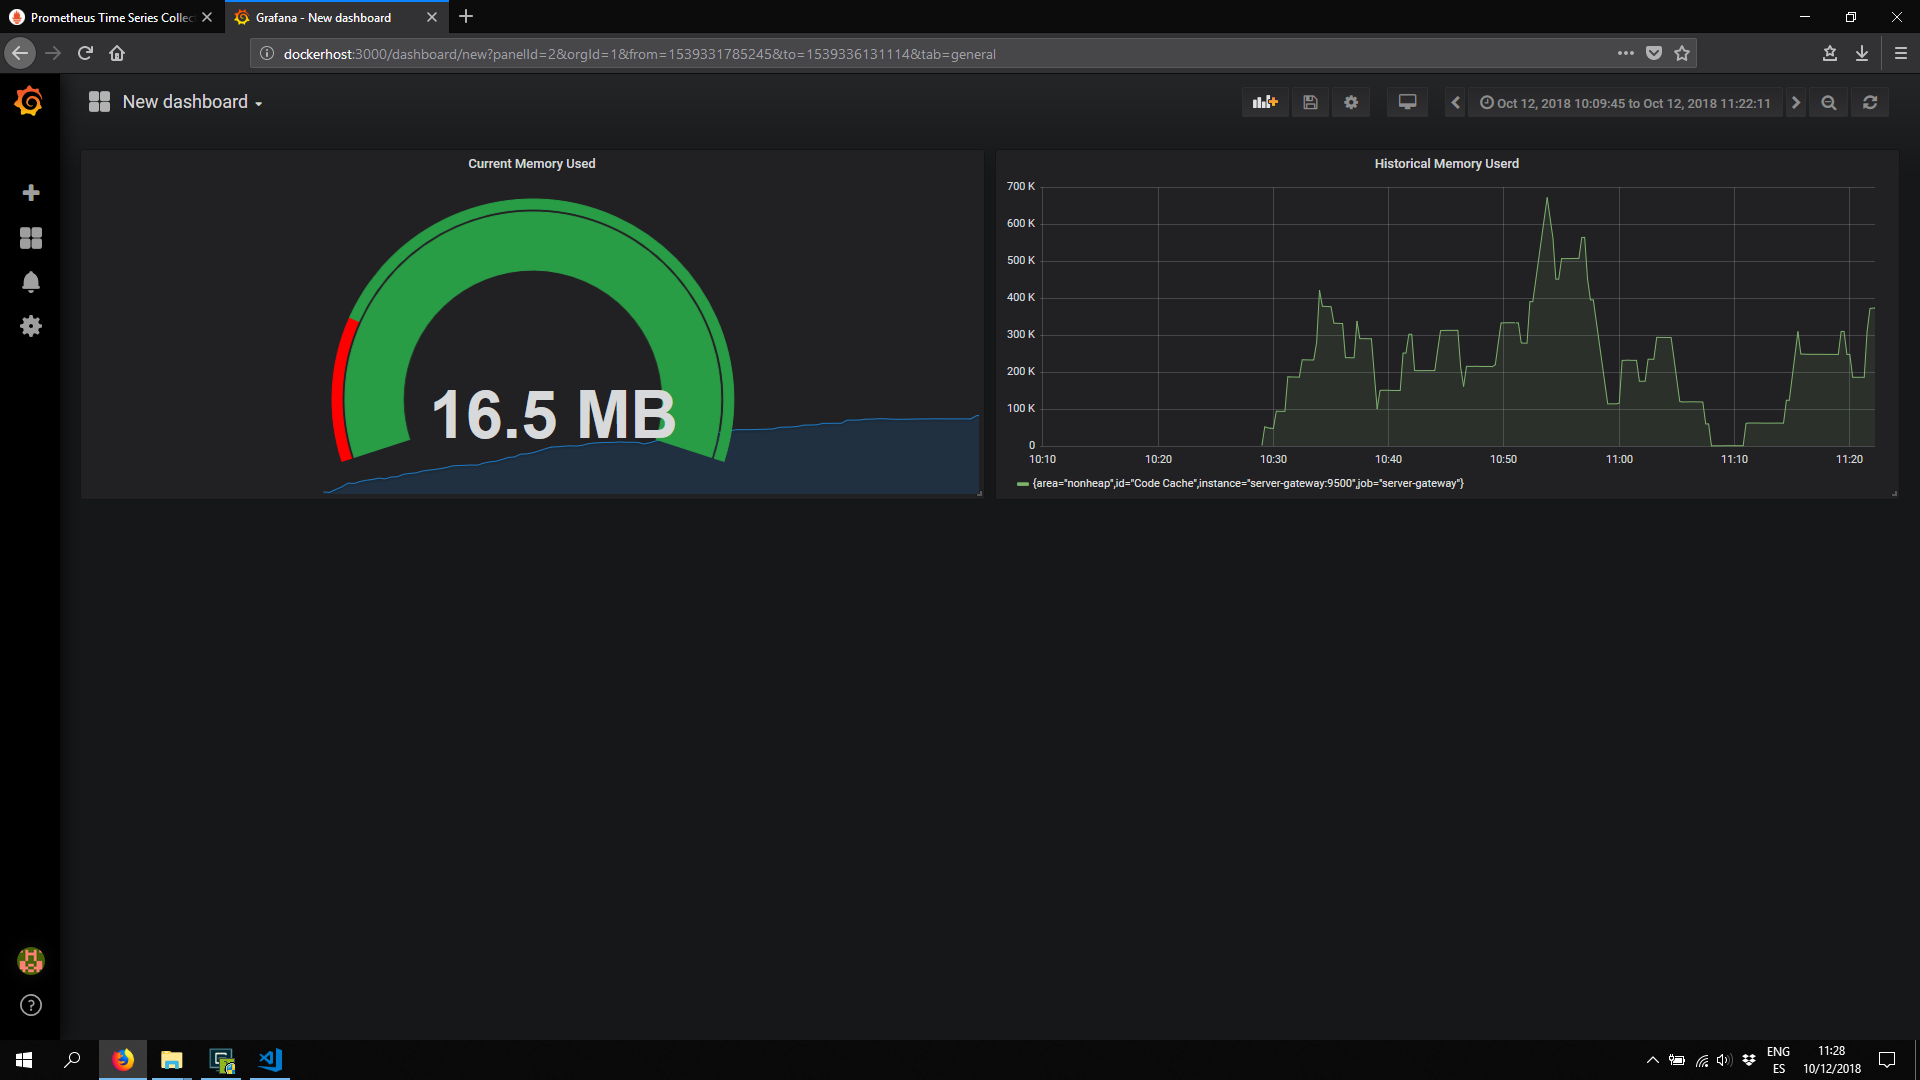 Prometheus Time Series Collec
Grafana - New dashboard
dockerhost:3000/dashboard/new?panelId=2&orgId=1&from=1539331785245&to=1539336131114&tab=general
New dashboard
Oct 12, 2018 10:09:45 to Oct 12, 2018 11:22:11
Current Memory Used
16.5 MB
Historical Memory Userd
700 K
600 K
500 K
400 K
300 K
200 K
100 K
0
10:10 10:20 10:30 10:40 10:50 11:00 11:10 11:20
{area="nonheap",id="Code Cache",instance="server-gateway:9500",job="server-gateway"}
ENG
ES
11:28
10/12/2018